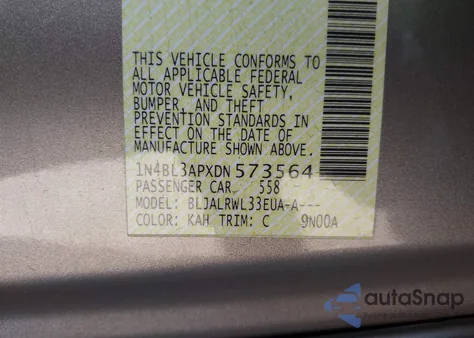 THIS VEHICLE CONFORMS TO
ALL APPLICABLE FEDERAL
MOTOR VEHICLE SAFETY,
BUMPER, AND THEFT
PREVENTION STANDARDS IN
EFFECT ON THE DATE OF
MANUFACTURE SHOWN ABOVE.
1N4BL3APXDN573564
PASSENGER CAR 558
MODEL: BLJALRWL33EUA-A---
COLOR: KAH TRIM: C 9N00A
autoSnap